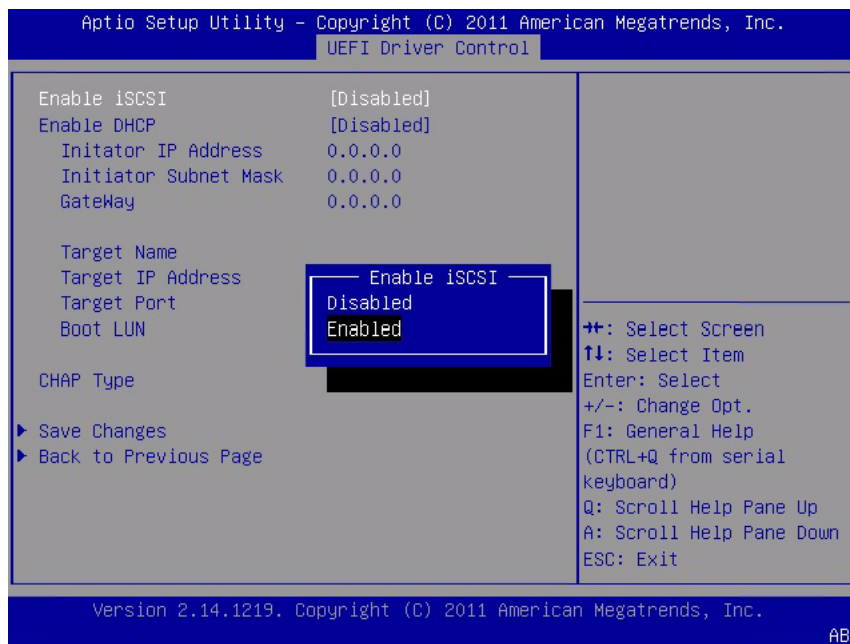 Aptio Setup Utility – Copyright (C) 2011 American Megatrends, Inc.
UEFI Driver Control
Enable iSCSI [Disabled]
Enable DHCP [Disabled]
Initator IP Address 0.0.0.0
Initiator Subnet Mask 0.0.0.0
GateWay 0.0.0.0
Target Name
Target IP Address
Target Port
Boot LUN
CHAP Type
Save Changes
Back to Previous Page
Enable iSCSI
Disabled
Enabled
→←: Select Screen
↑↓: Select Item
Enter: Select
+/-: Change Opt.
F1: General Help
(CTRL+Q from serial
keyboard)
Q: Scroll Help Pane Up
A: Scroll Help Pane Down
ESC: Exit
Version 2.14.1219. Copyright (C) 2011 American Megatrends, Inc.
AB